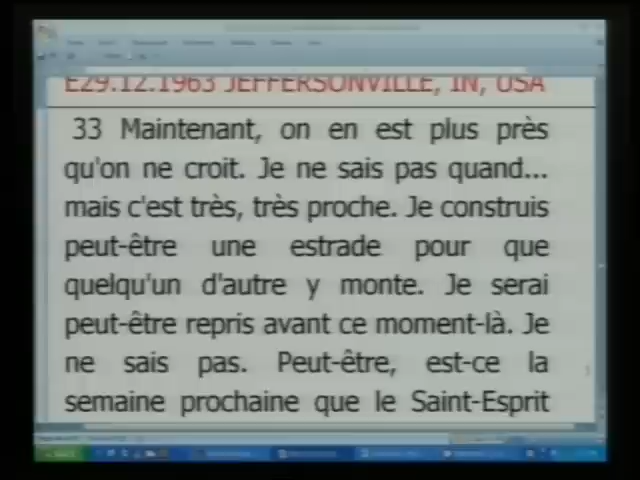 E29.12.1963 JEFFERSONVILLE, IN, USA
33 Maintenant, on en est plus près
qu'on ne croit. Je ne sais pas quand...
mais c'est très, très proche. Je construis
peut-être une estrade pour que
quelqu'un d'autre y monte. Je serai
peut-être repris avant ce moment-là. Je
ne sais pas. Peut-être, est-ce la
semaine prochaine que le Saint-Esprit